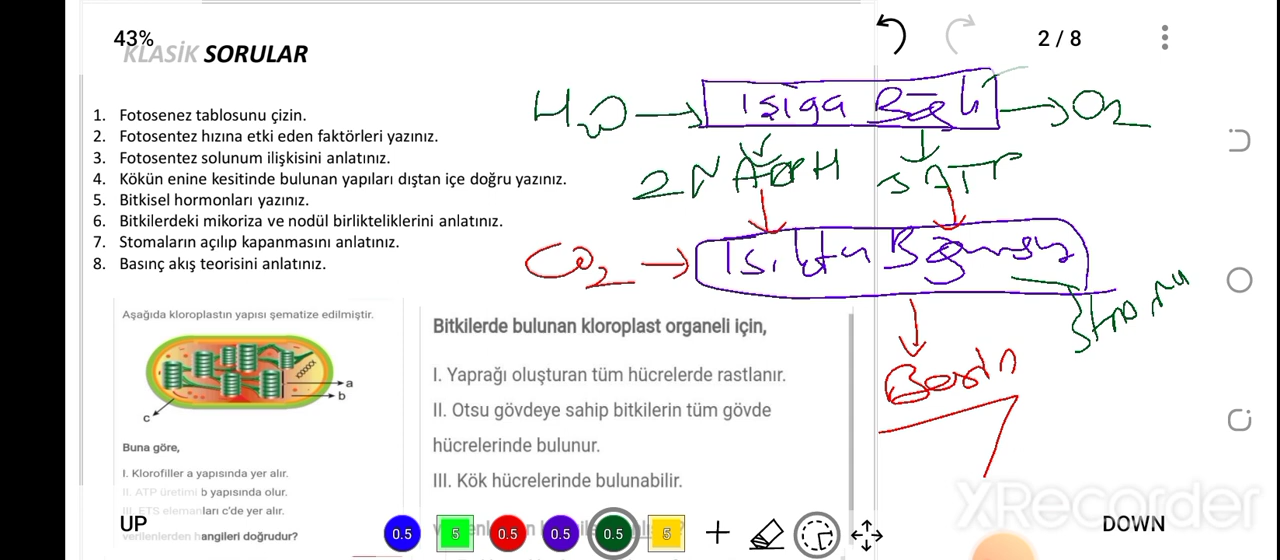 43%
2 / 8
KLASİK SORULAR
1. Fotosenez tablosunu çizin.
2. Fotosentez hızına etki eden faktörleri yazınız.
3. Fotosentez solunum ilişkisini anlatınız.
4. Kökün enine kesitinde bulunan yapıları dıştan içe doğru yazınız.
5. Bitkisel hormonları yazınız.
6. Bitkilerdeki mikoriza ve nodül birlikteliklerini anlatınız.
7. Stomaların açılıp kapanmasını anlatınız.
8. Basınç akış teorisini anlatınız.
H₂O
Işığa Bağlı
O₂
2NADPH
3ATP
CO₂
Işıktan Bağımsız
Stroma
Besin
Aşağıda kloroplastın yapısı şematize edilmiştir.
a
b
c
Buna göre,
I. Klorofiller a yapısında yer alır.
II. ATP üretimi b yapısında olur.
III. ETS elemanları c'de yer alır.
verilenlerden hangileri doğrudur?
Bitkilerde bulunan kloroplast organeli için,
I. Yaprağı oluşturan tüm hücrelerde rastlanır.
II. Otsu gövdeye sahip bitkilerin tüm gövde
hücrelerinde bulunur.
III. Kök hücrelerinde bulunabilir.
UP
0.5
5
0.5
0.5
0.5
5
DOWN
XRecorder